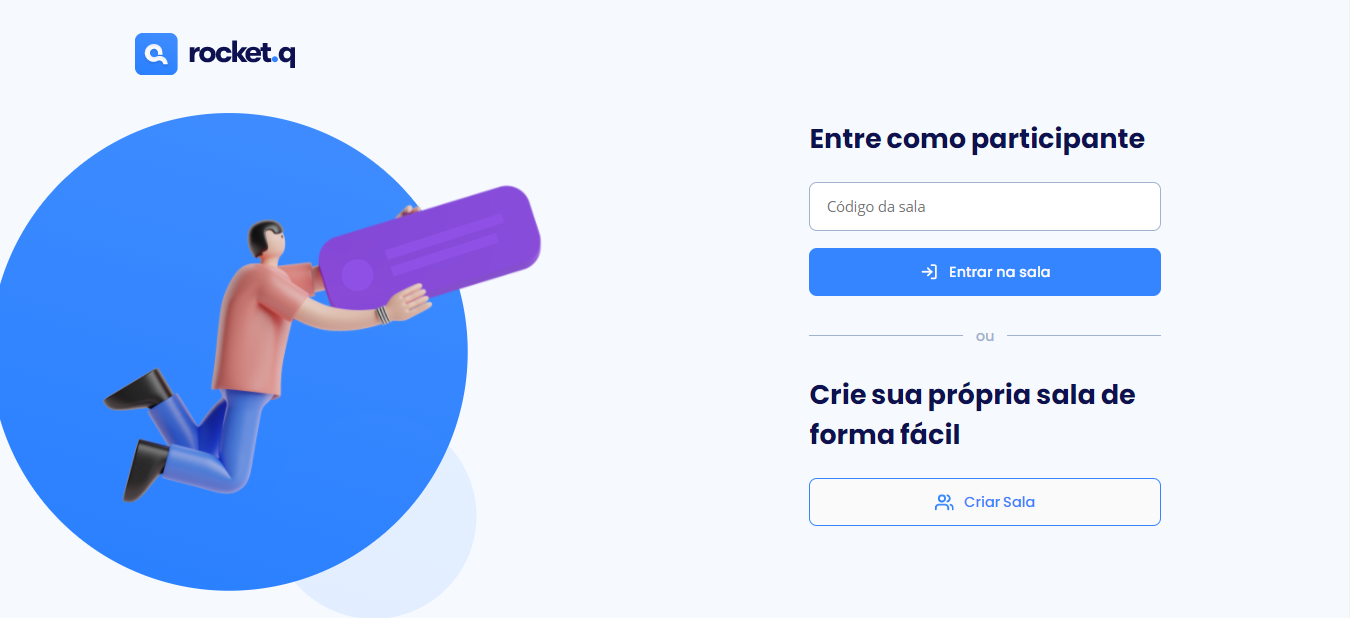 rocket.q
Entre como participante
Código da sala
Entrar na sala
ou
Crie sua própria sala de
forma fácil
Criar Sala